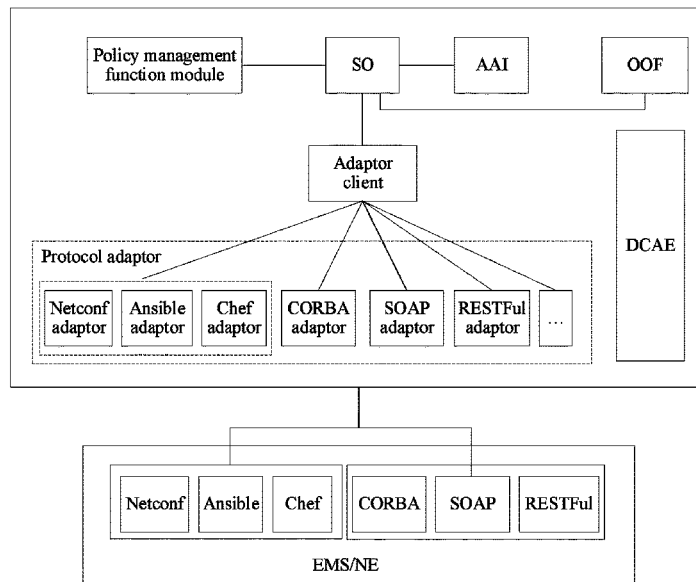 Policy management
function module
SO
AAI
OOF
Adaptor
client
DCAE
Protocol adaptor
Netconf
adaptor
Ansible
adaptor
Chef
adaptor
CORBA
adaptor
SOAP
adaptor
RESTFul
adaptor
...
Netconf
Ansible
Chef
CORBA
SOAP
RESTFul
EMS/NE